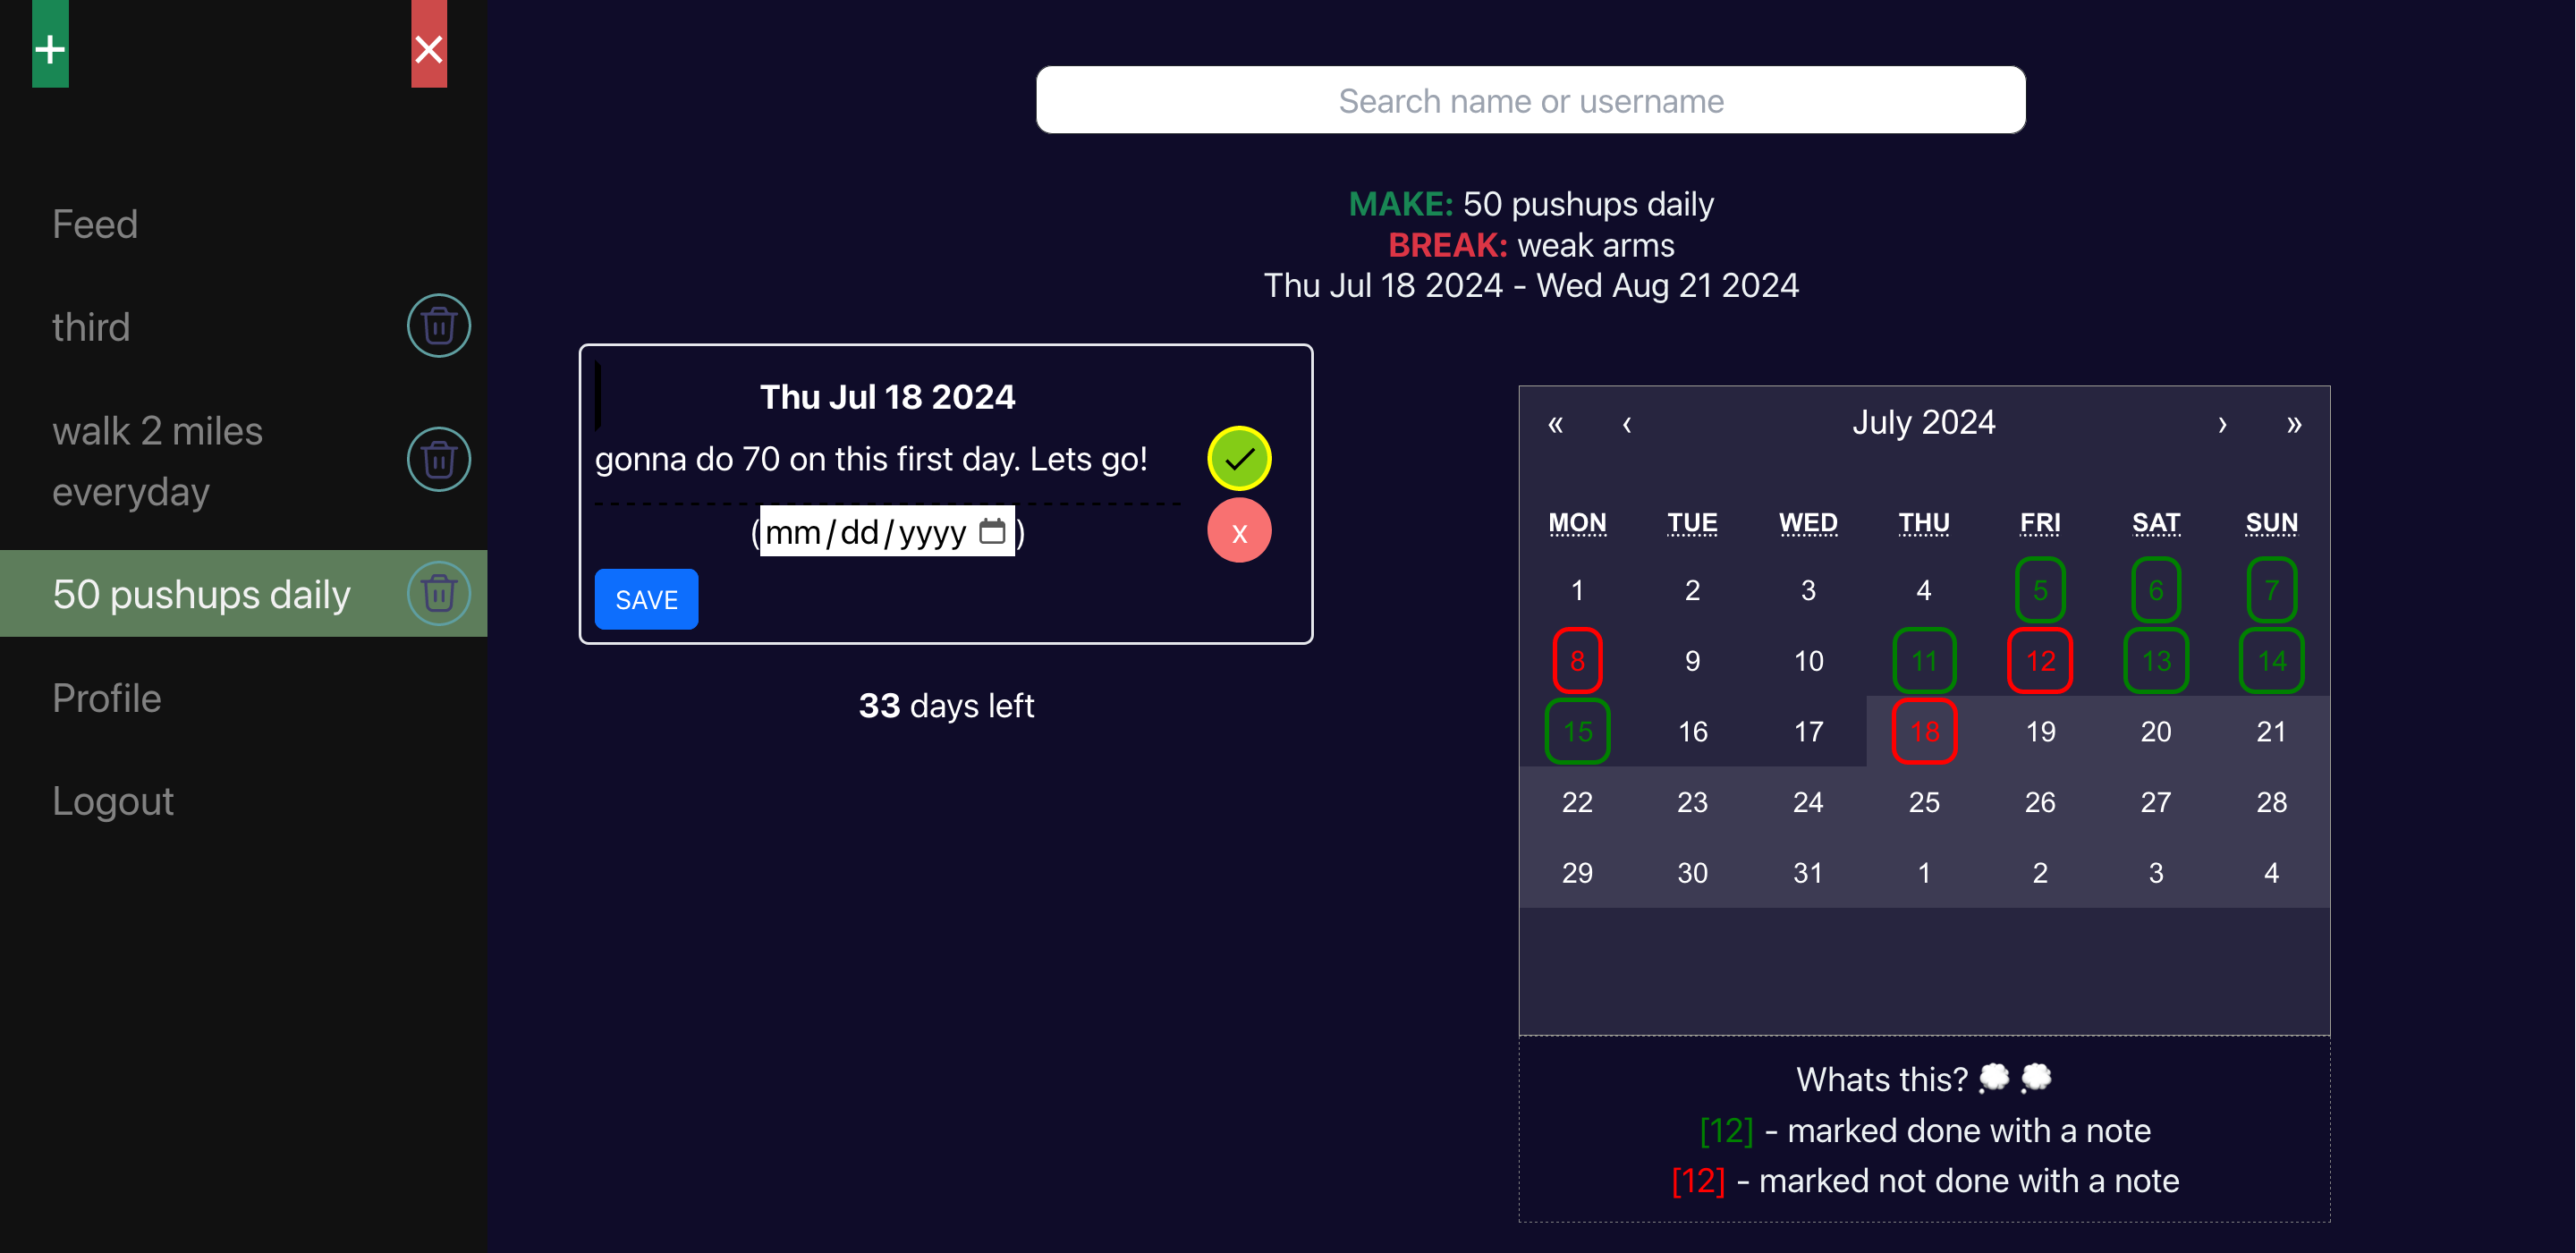 +
×
Feed
third
walk 2 miles
everyday
50 pushups daily
Profile
Logout
Search name or username
MAKE: 50 pushups daily
BREAK: weak arms
Thu Jul 18 2024 - Wed Aug 21 2024
Thu Jul 18 2024
gonna do 70 on this first day. Lets go!
(mm/dd/yyyy)
x
SAVE
33 days left
« ‹ July 2024 › »
MON TUE WED THU FRI SAT SUN
1 2 3 4 5 6 7
8 9 10 11 12 13 14
15 16 17 18 19 20 21
22 23 24 25 26 27 28
29 30 31 1 2 3 4
Whats this? 💭 💭
[12] - marked done with a note
[12] - marked not done with a note